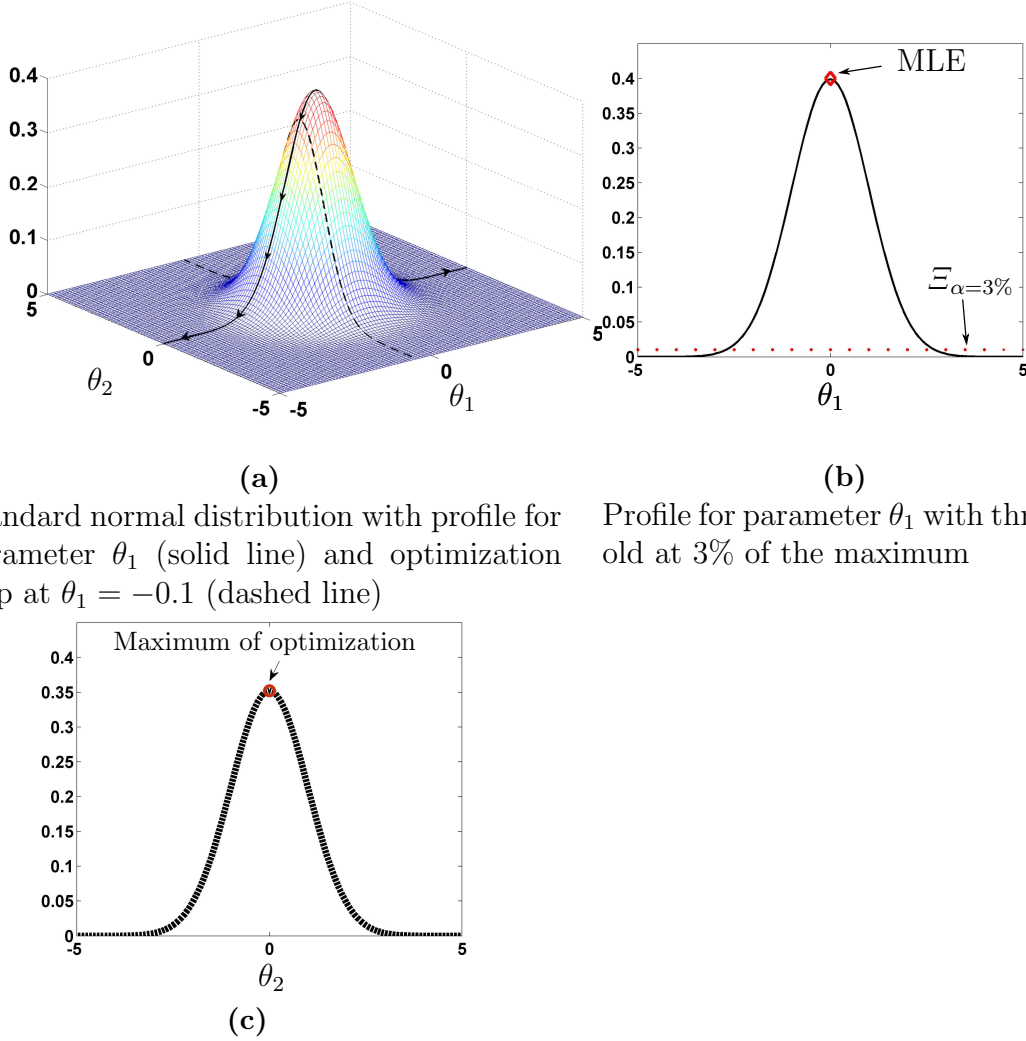 0.4
0.3
0.2
0.1
0
5
0
-5
θ2
-5
0
5
θ1
(a)
andard normal distribution with profile for
rameter θ1 (solid line) and optimization
p at θ1 = −0.1 (dashed line)
0.4
0.35
0.3
0.25
0.2
0.15
0.1
0.05
0
-5
0
5
MLE
Ξα=3%
θ1
(b)
Profile for parameter θ1 with thr
old at 3% of the maximum
Maximum of optimization
0.4
0.35
0.3
0.25
0.2
0.15
0.1
0.05
0
-5
0
5
θ2
(c)